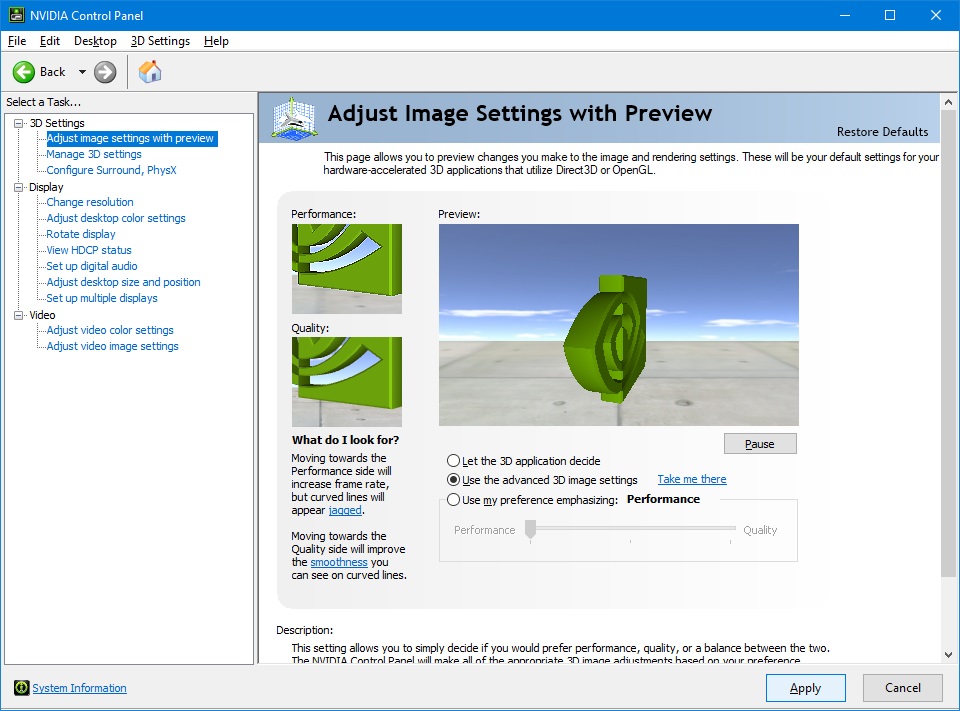 NVIDIA Control Panel
File Edit Desktop 3D Settings Help
Back
Select a Task...
3D Settings
Adjust image settings with preview
Manage 3D settings
Configure Surround, PhysX
Display
Change resolution
Adjust desktop color settings
Rotate display
View HDCP status
Set up digital audio
Adjust desktop size and position
Set up multiple displays
Video
Adjust video color settings
Adjust video image settings
System Information
Adjust Image Settings with Preview
Restore Defaults
This page allows you to preview changes you make to the image and rendering settings. These will be your default settings for your
hardware-accelerated 3D applications that utilize Direct3D or OpenGL.
Performance:
Quality:
What do I look for?
Moving towards the
Performance side will
increase frame rate,
but curved lines will
appear jagged.
Moving towards the
Quality side will improve
the smoothness you
can see on curved lines.
Preview:
Pause
Let the 3D application decide
Use the advanced 3D image settings Take me there
Use my preference emphasizing: Performance
Performance Quality
Description:
This setting allows you to simply decide if you would prefer performance, quality, or a balance between the two.
The NVIDIA Control Panel will make all of the appropriate 3D image adjustments based on your preference.
Apply Cancel